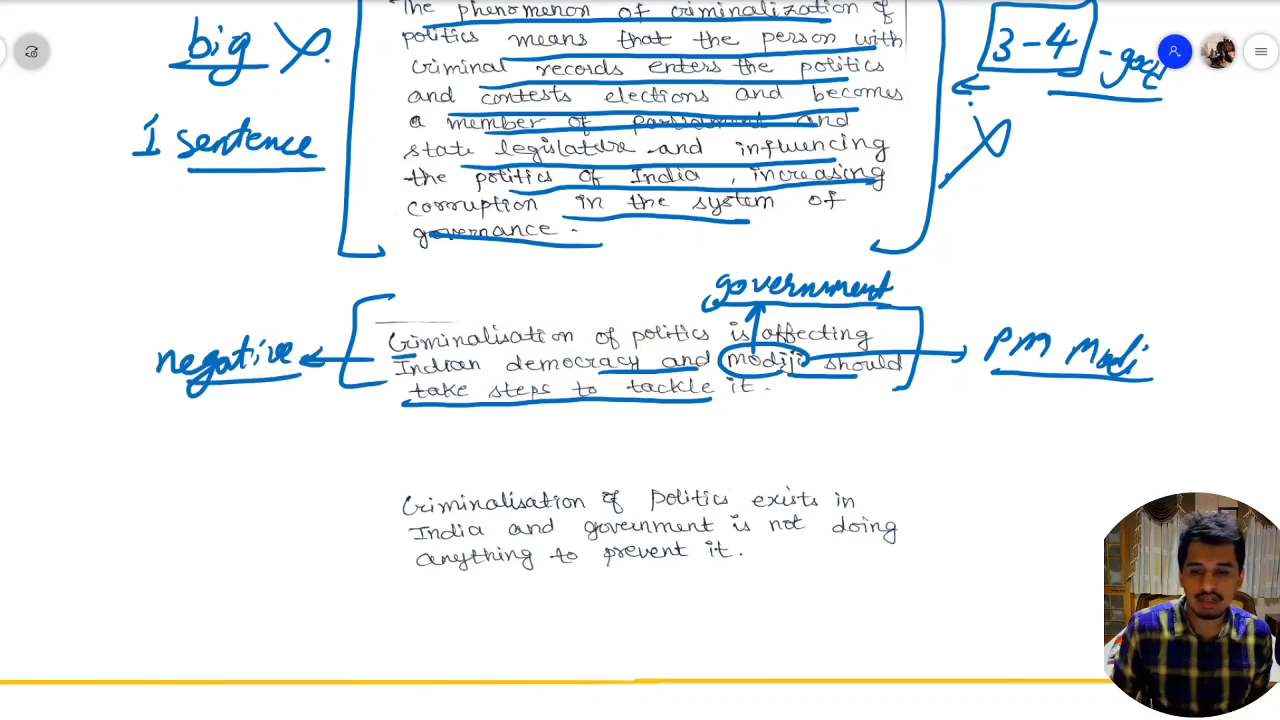 The phenomenon of criminalization of
politics means that the person with
criminal records enters the politics
and contests elections and becomes
a member of parliament and
state legislature and influencing
the politics of India, increasing
corruption in the system of
governance.
big
1 sentence
3-4 - good
government
Criminalisation of politics is affecting
Indian democracy and modiji should
take steps to tackle it.
negative
PM Modi
Criminalisation of Politics exists in
India and government is not doing
anything to prevent it.